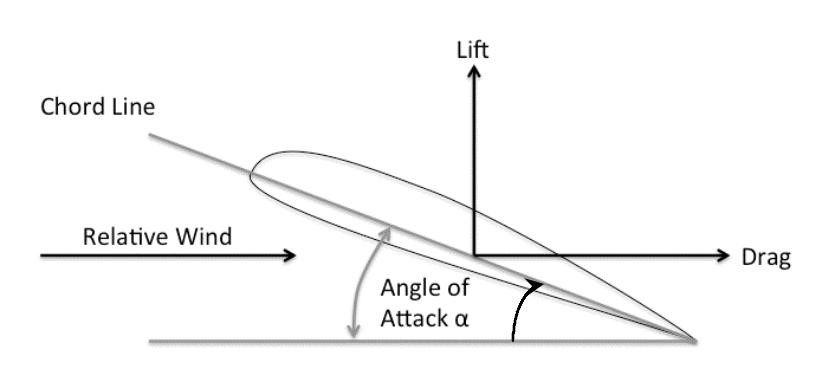 Lift
Chord Line
Relative Wind
Drag
Angle of
Attack α